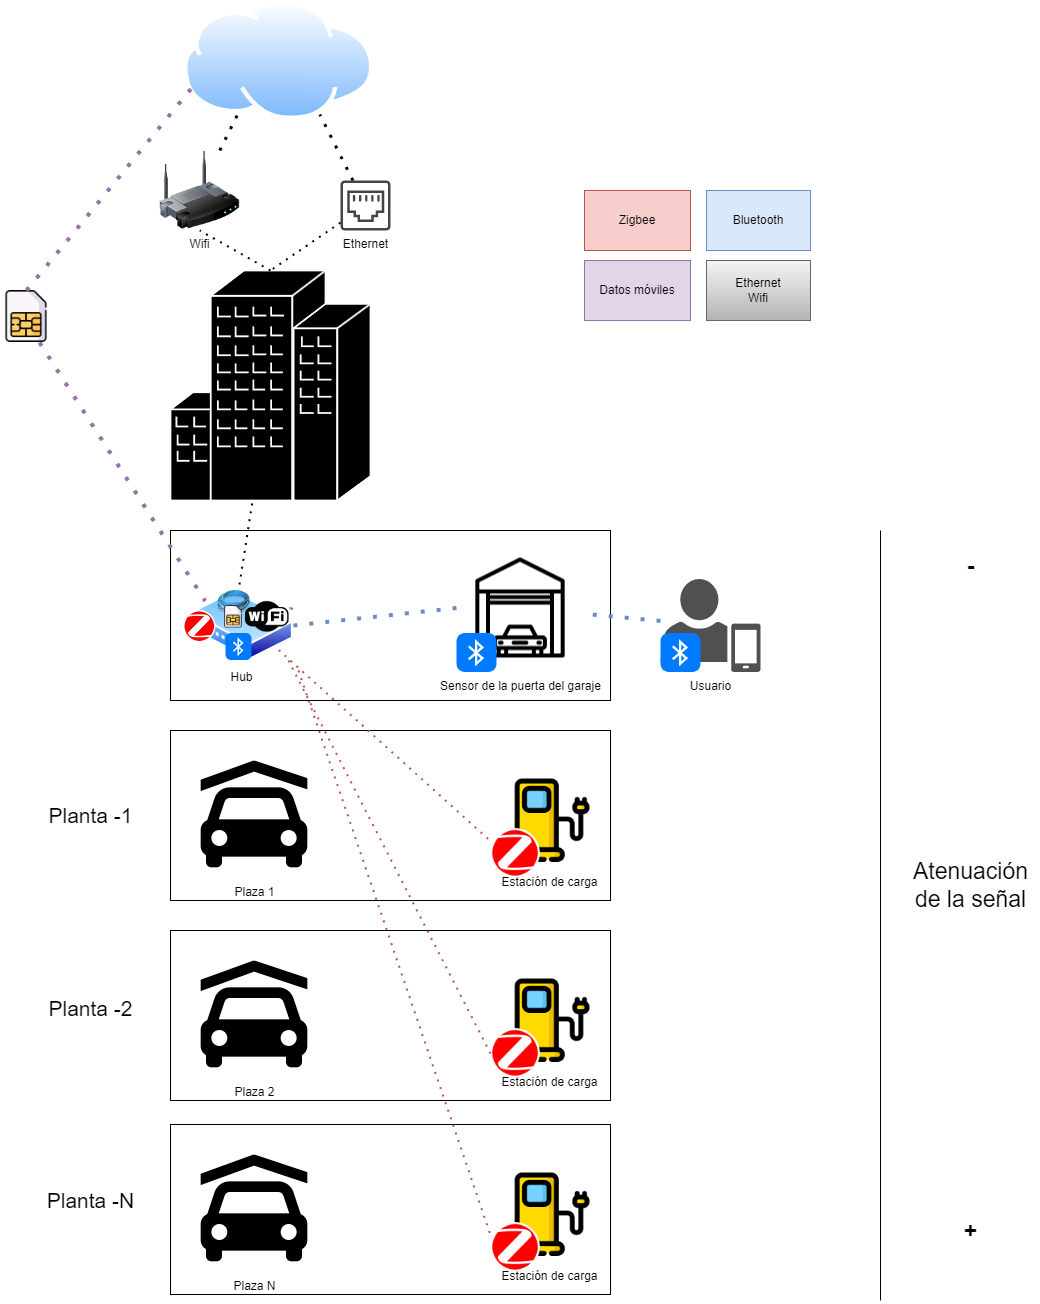 Wifi
Ethernet
Zigbee
Bluetooth
Datos móviles
Ethernet
Wifi
-
WiFi
™
Hub
Sensor de la puerta del garaje
Usuario
Planta -1
Plaza 1
Estación de carga
Atenuación
de la señal
Planta -2
Plaza 2
Estación de carga
Planta -N
+
Plaza N
Estación de carga